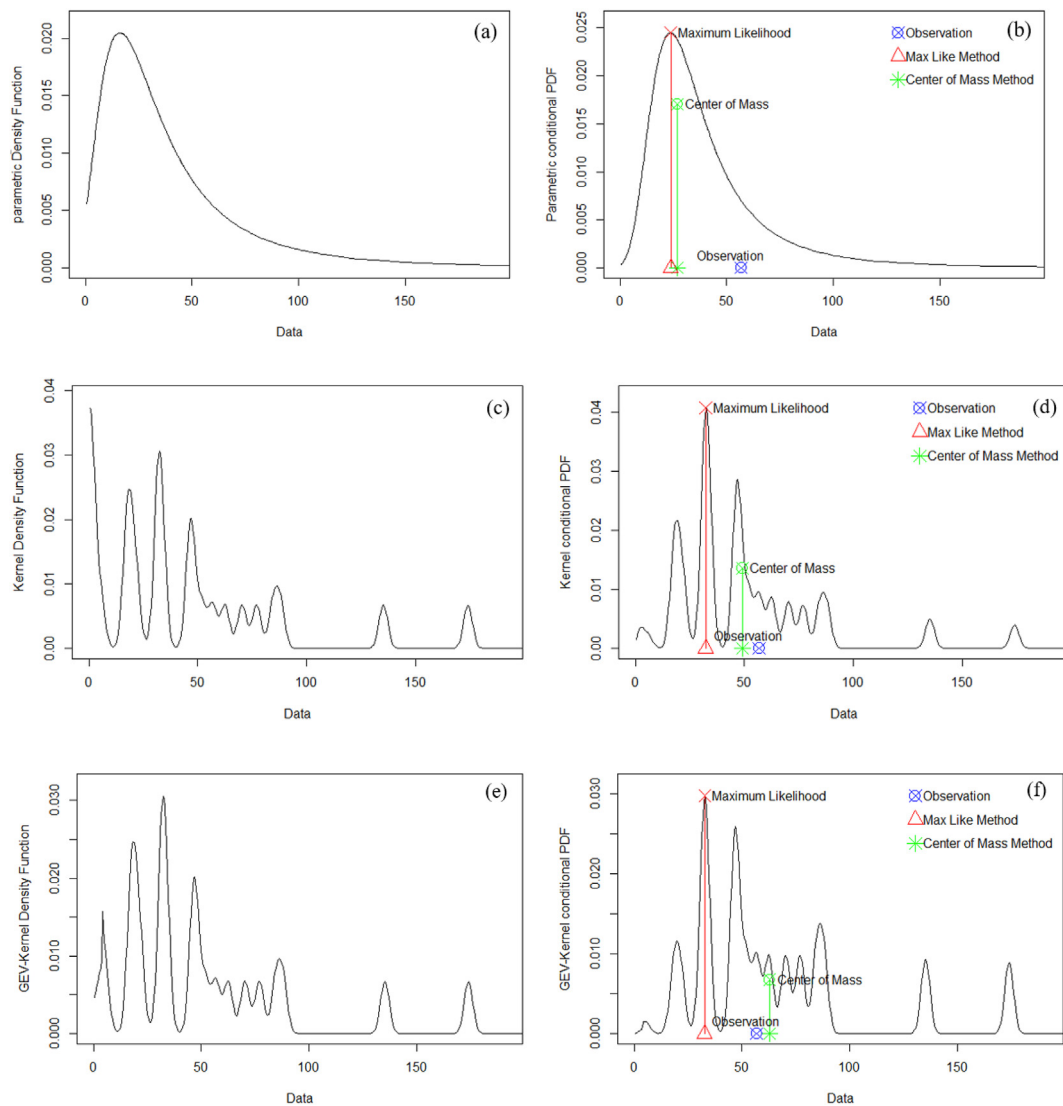 (a)
parametric Density Function
0.000 0.005 0.010 0.015 0.020
0 50 100 150
Data
(b)
Parametric conditional PDF
0.000 0.005 0.010 0.015 0.020 0.025
Maximum Likelihood
Observation
Max Like Method
Center of Mass Method
Center of Mass
Observation
0 50 100 150
Data
(c)
Kernel Density Function
0.00 0.01 0.02 0.03 0.04
0 50 100 150
Data
(d)
Kernel conditional PDF
0.00 0.01 0.02 0.03 0.04
Maximum Likelihood
Observation
Max Like Method
Center of Mass Method
Center of Mass
Observation
0 50 100 150
Data
(e)
GEV-Kernel Density Function
0.000 0.010 0.020 0.030
0 50 100 150
Data
(f)
GEV-Kernel conditional PDF
0.000 0.010 0.020 0.030
Maximum Likelihood
Observation
Max Like Method
Center of Mass Method
Center of Mass
Observation
0 50 100 150
Data